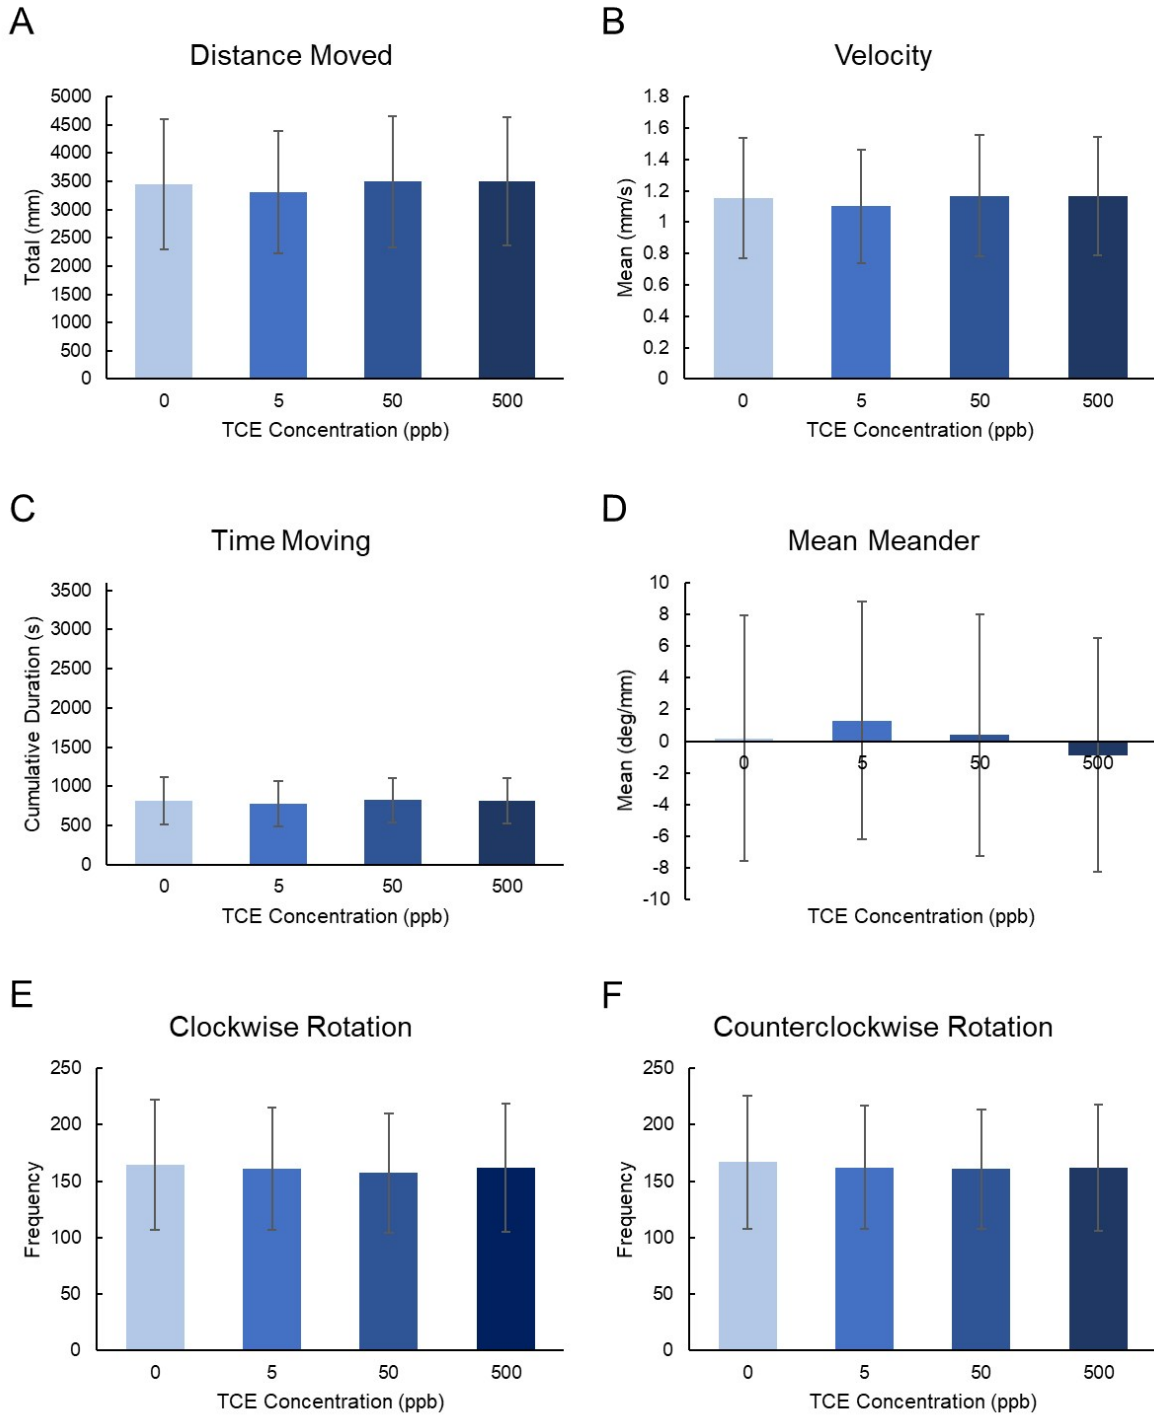 A
Distance Moved
5000
4500
4000
3500
3000
2500
2000
1500
1000
500
0
Total (mm)
0 5 50 500
TCE Concentration (ppb)
B
Velocity
1.8
1.6
1.4
1.2
1
0.8
0.6
0.4
0.2
0
Mean (mm/s)
0 5 50 500
TCE Concentration (ppb)
C
Time Moving
3500
3000
2500
2000
1500
1000
500
0
Cumulative Duration (s)
0 5 50 500
TCE Concentration (ppb)
D
Mean Meander
10
8
6
4
2
0
-2
-4
-6
-8
-10
Mean (deg/mm)
0 5 50 500
TCE Concentration (ppb)
E
Clockwise Rotation
250
200
150
100
50
0
Frequency
0 5 50 500
TCE Concentration (ppb)
F
Counterclockwise Rotation
250
200
150
100
50
0
Frequency
0 5 50 500
TCE Concentration (ppb)